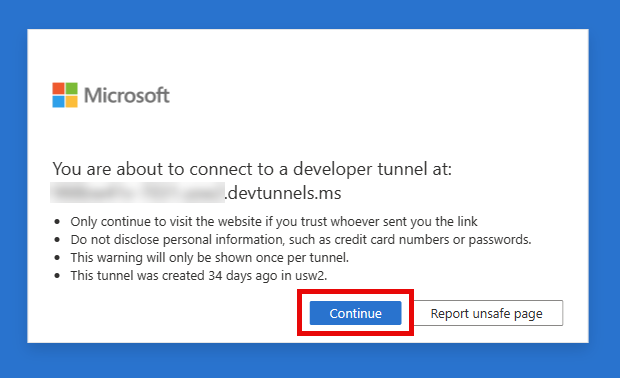 Microsoft
You are about to connect to a developer tunnel at:
.devtunnels.ms
• Only continue to visit the website if you trust whoever sent you the link
• Do not disclose personal information, such as credit card numbers or passwords.
• This warning will only be shown once per tunnel.
• This tunnel was created 34 days ago in usw2.
Continue Report unsafe page